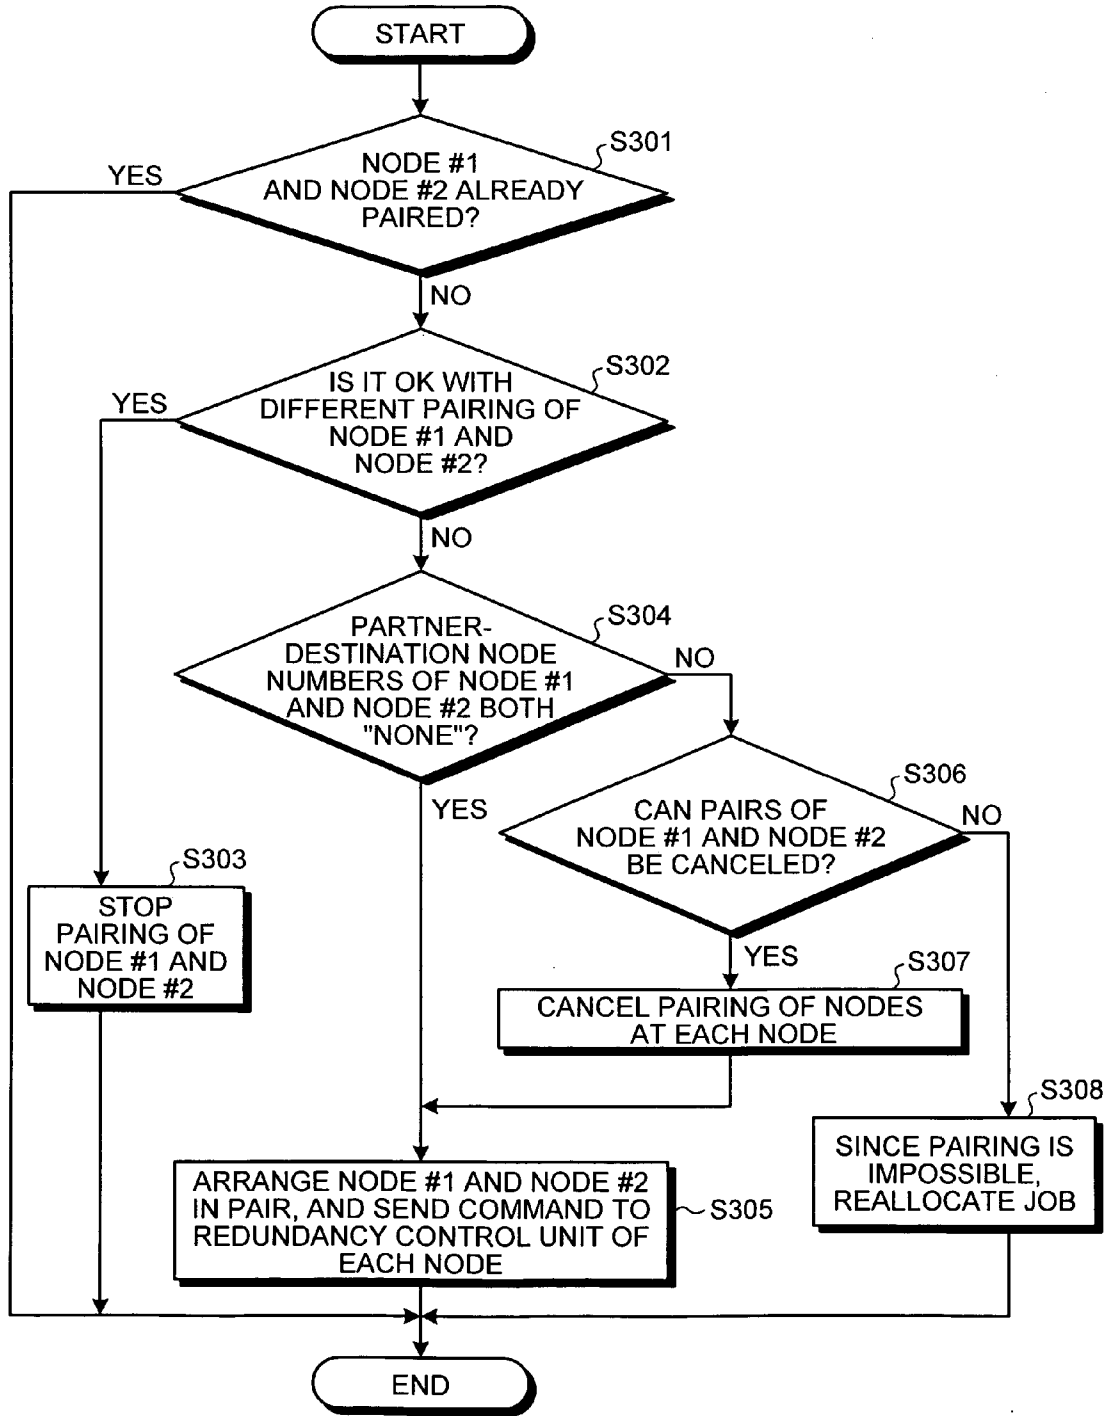 START
S301
YES
NODE #1
AND NODE #2 ALREADY
PAIRED?
NO
S302
YES
IS IT OK WITH
DIFFERENT PAIRING OF
NODE #1 AND
NODE #2?
NO
S304
PARTNER-
DESTINATION NODE
NUMBERS OF NODE #1
AND NODE #2 BOTH
"NONE"?
NO
YES
S306
CAN PAIRS OF
NODE #1 AND NODE #2
BE CANCELED?
NO
YES
S303
STOP
PAIRING OF
NODE #1 AND
NODE #2
S307
CANCEL PAIRING OF NODES
AT EACH NODE
S308
SINCE PAIRING IS
IMPOSSIBLE,
REALLOCATE JOB
ARRANGE NODE #1 AND NODE #2
IN PAIR, AND SEND COMMAND TO
REDUNDANCY CONTROL UNIT OF
EACH NODE
S305
END